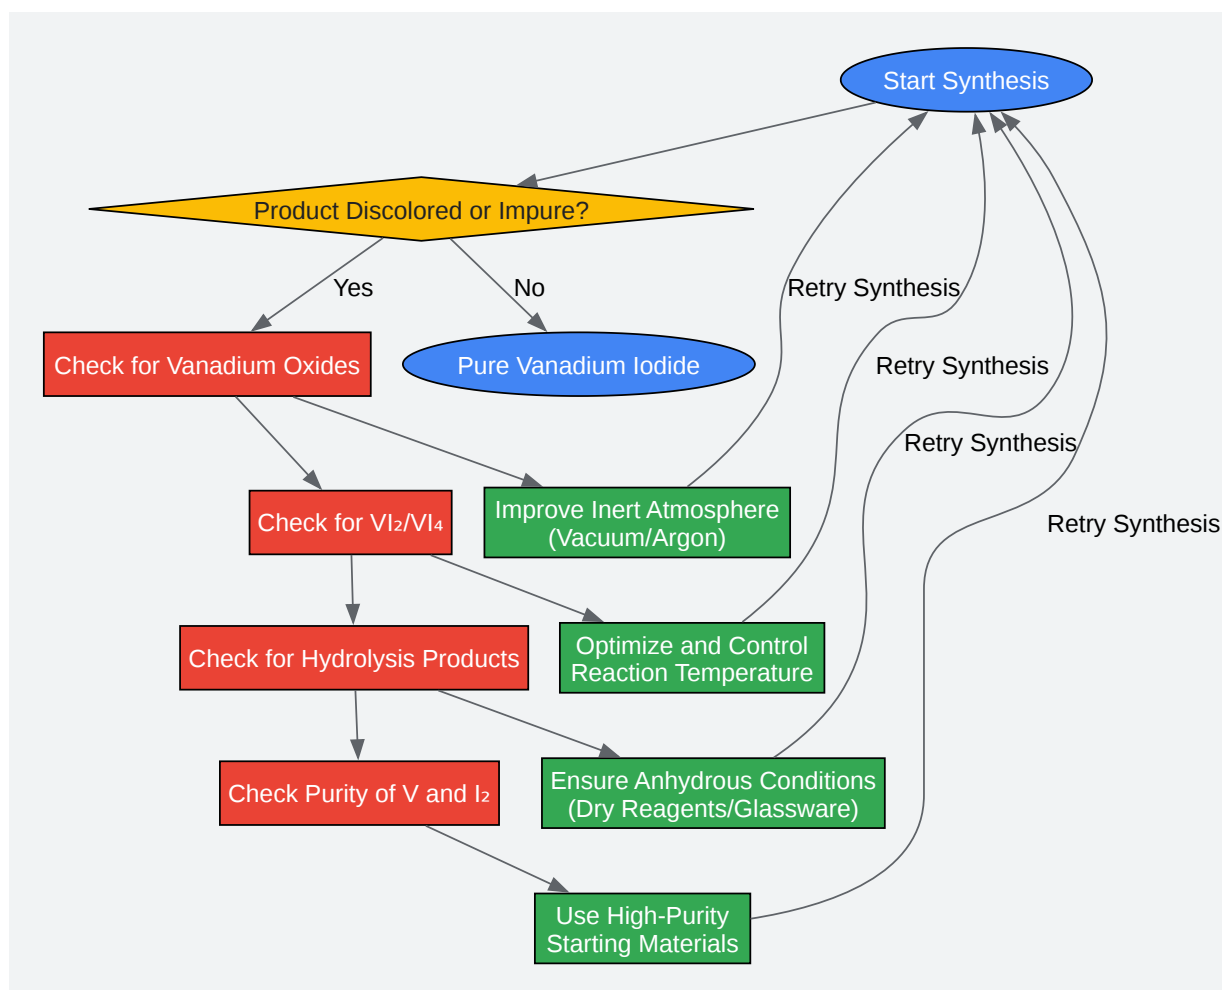 Start Synthesis
Product Discolored or Impure?
Yes
No
Retry Synthesis
Check for Vanadium Oxides
Pure Vanadium Iodide
Retry Synthesis
Retry Synthesis
Check for VI₂/VI₄
Improve Inert Atmosphere
(Vacuum/Argon)
Retry Synthesis
Check for Hydrolysis Products
Optimize and Control
Reaction Temperature
Check Purity of V and I₂
Ensure Anhydrous Conditions
(Dry Reagents/Glassware)
Use High-Purity
Starting Materials